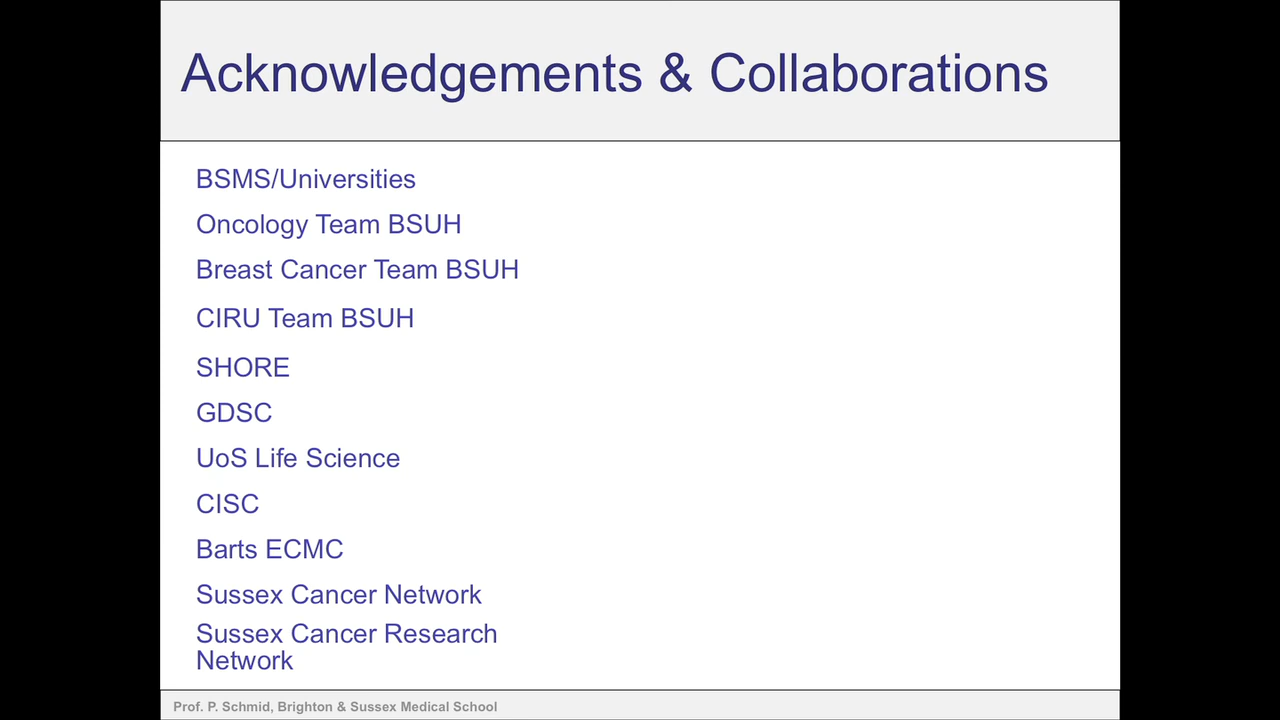 Acknowledgements & Collaborations
BSMS/Universities
Oncology Team BSUH
Breast Cancer Team BSUH
CIRU Team BSUH
SHORE
GDSC
UoS Life Science
CISC
Barts ECMC
Sussex Cancer Network
Sussex Cancer Research
Network
Prof. P. Schmid, Brighton & Sussex Medical School